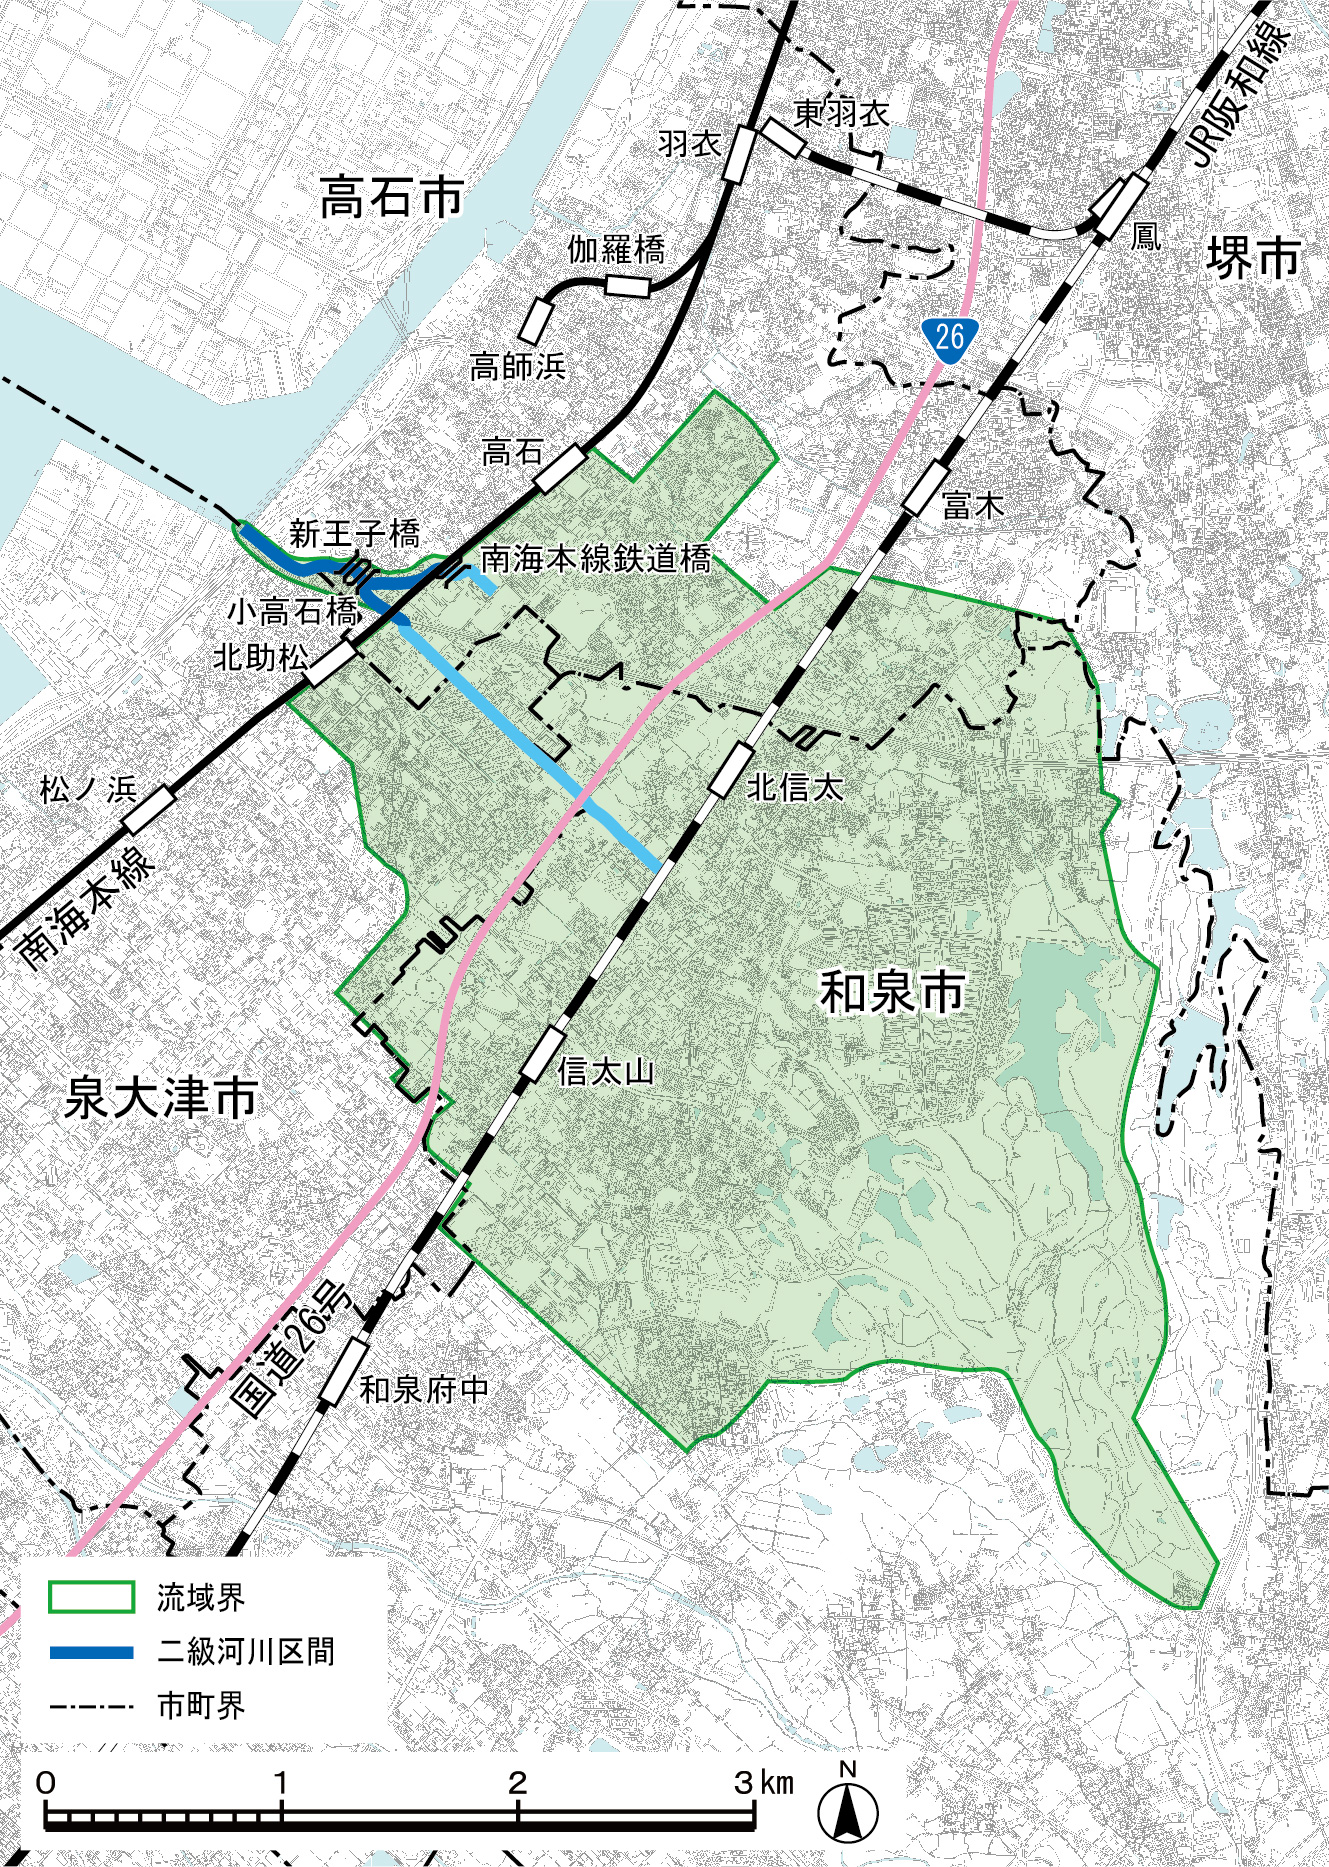 JR阪和線
東羽衣
羽衣
高石市
鳳
堺市
伽羅橋
26
高師浜
高石
富木
新王子橋
南海本線鉄道橋
小高石橋
北助松
松ノ浜
北信太
南海本線
和泉市
信太山
泉大津市
国道26号
和泉府中
流域界
二級河川区間
市町界
0 1 2 3km
N